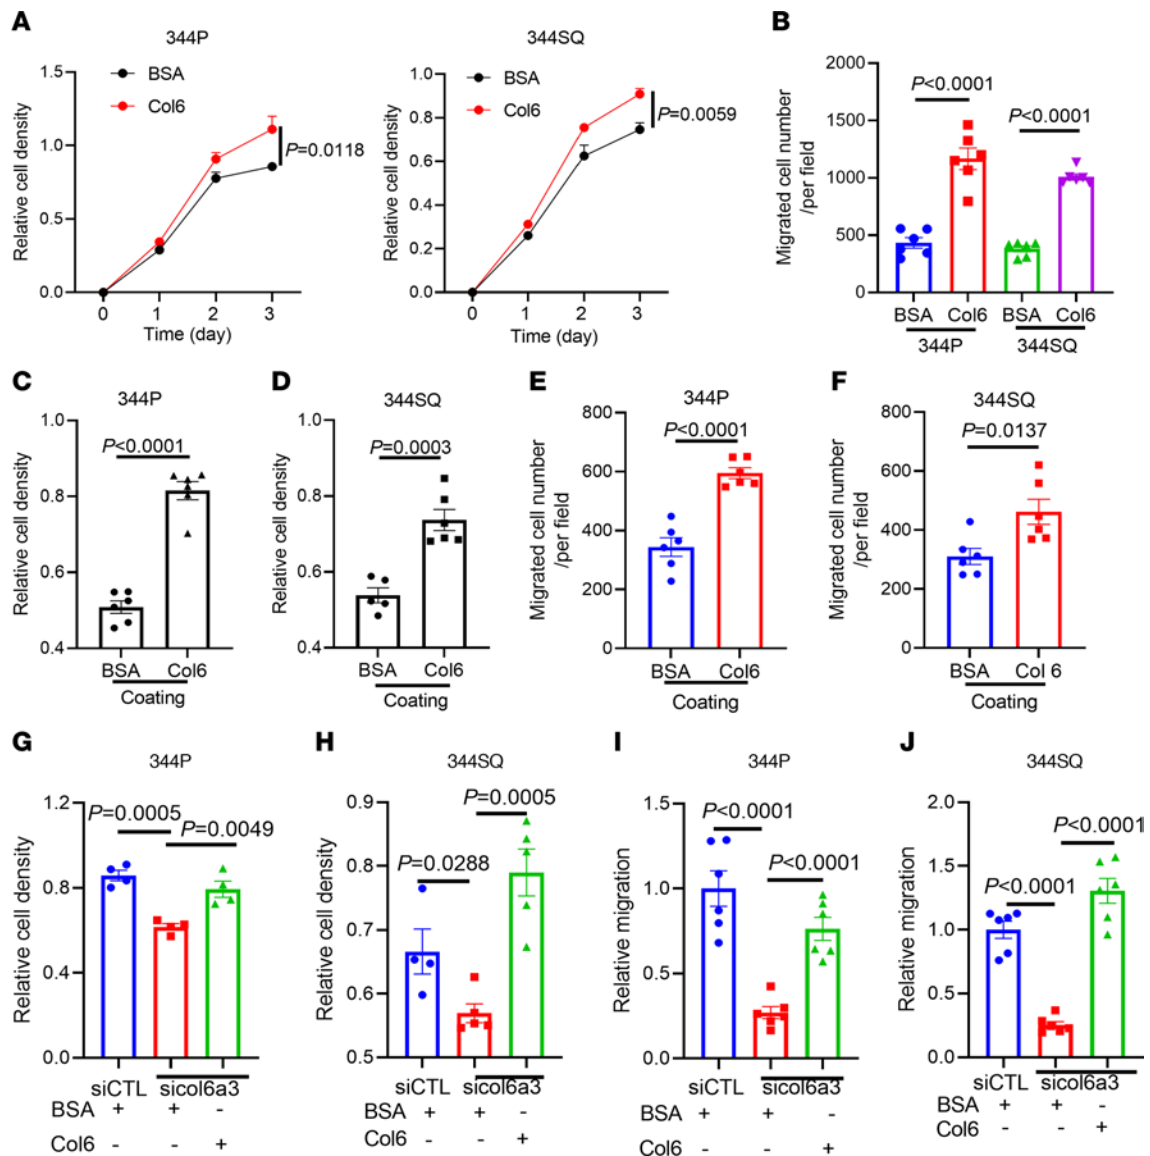 A
344P
BSA
Col6
Relative cell density
1.5
1.0
0.5
0.0
P=0.0118
0 1 2 3
Time (day)
344SQ
BSA
Col6
Relative cell density
1.0
0.8
0.6
0.4
0.2
0.0
P=0.0059
0 1 2 3
Time (day)
B
Migrated cell number
/per field
2000
1500
1000
500
0
P<0.0001
P<0.0001
BSA Col6 BSA Col6
344P 344SQ
C
344P
Relative cell density
1.0
0.8
0.6
0.4
P<0.0001
BSA Col6
Coating
D
344SQ
Relative cell density
1.0
0.8
0.6
0.4
P=0.0003
BSA Col6
Coating
E
344P
Migrated cell number
/per field
800
600
400
200
0
P<0.0001
BSA Col6
Coating
F
344SQ
Migrated cell number
/per field
800
600
400
200
0
P=0.0137
BSA Col 6
Coating
G
344P
Relative cell density
1.2
0.8
0.4
0.0
P=0.0005
P=0.0049
siCTL sicol6a3
BSA + + -
Col6 - - +
H
344SQ
Relative cell density
0.9
0.8
0.7
0.6
0.5
P=0.0005
P=0.0288
siCTL sicol6a3
BSA + + -
Col6 - - +
I
344P
Relative migration
1.5
1.0
0.5
0.0
P<0.0001
P<0.0001
siCTL sicol6a3
BSA + + -
Col6 - - +
J
344SQ
Relative migration
2.0
1.5
1.0
0.5
0.0
P<0.0001
P<0.0001
siCTL sicol6a3
BSA + + -
Col6 - - +